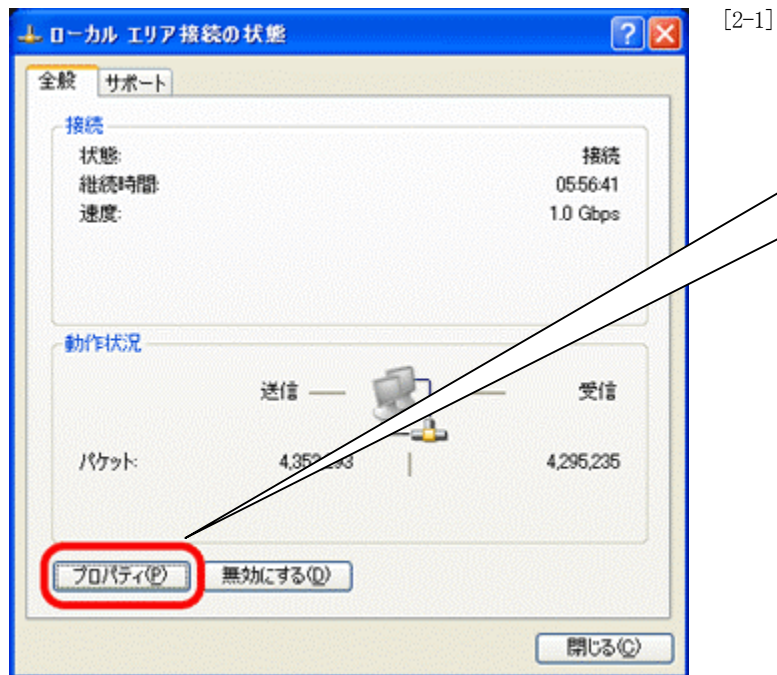 ローカル エリア接続の状態
[2-1]
全般 サポート
接続
状態: 接続
継続時間: 05:56:41
速度: 1.0 Gbps
動作状況
送信 受信
パケット: 4,295,235
プロパティ(P) 無効にする(D)
閉じる(C)